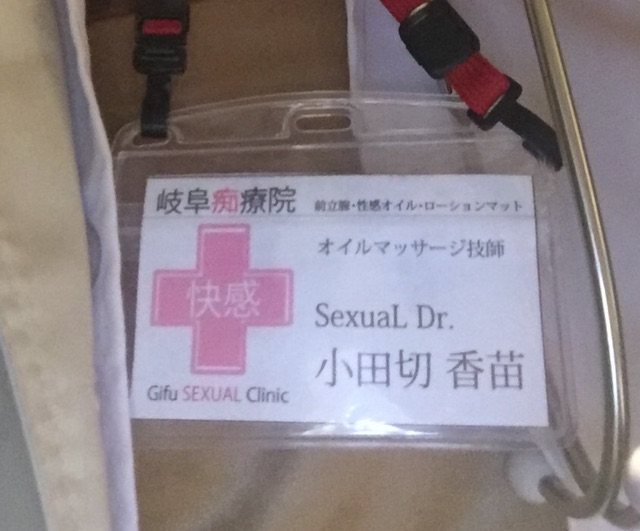 岐阜痴療院
前立腺・性感オイル・ローションマット
オイルマッサージ技師
快感
SexuaL Dr.
小田切 香苗
Gifu SEXUAL Clinic